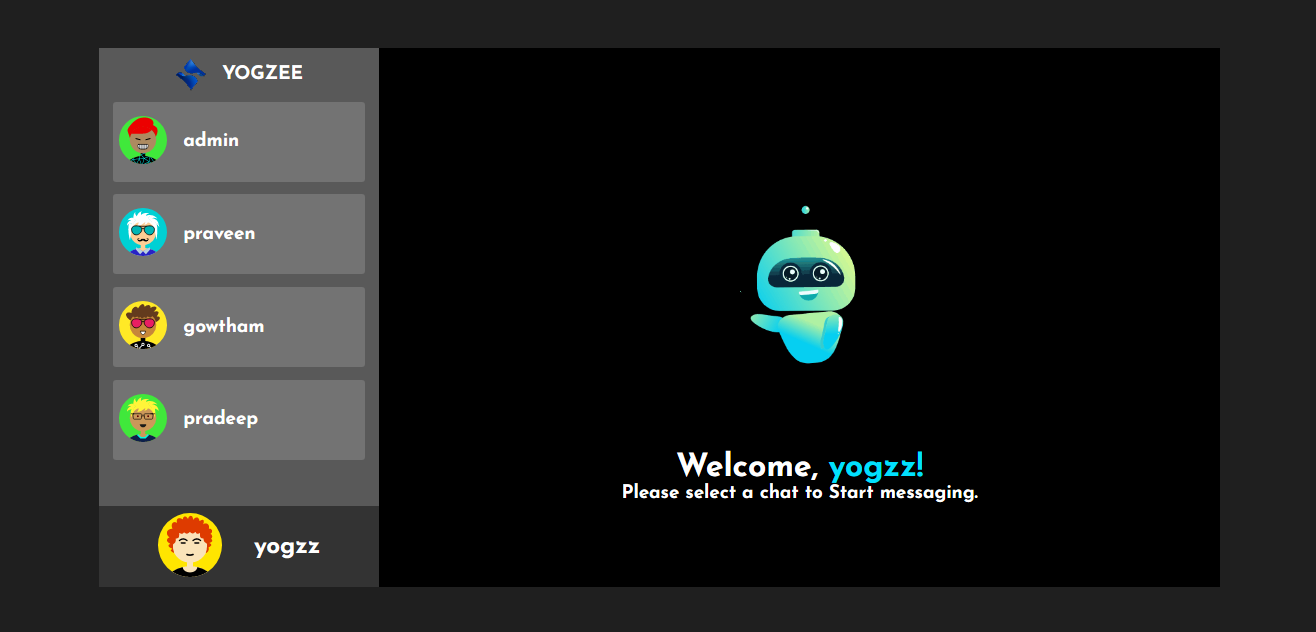 YOGZEE
admin
praveen
gowtham
pradeep
yogzz
Welcome, yogzz!
Please select a chat to Start messaging.